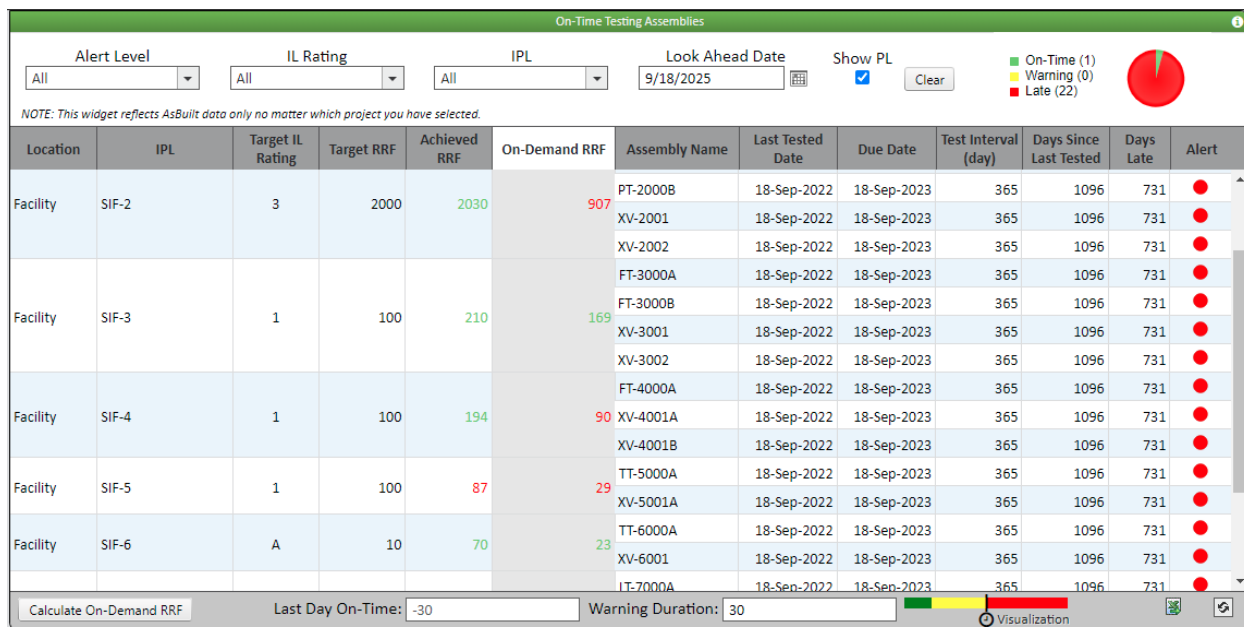 On-Time Testing Assemblies
Alert Level IL Rating IPL Look Ahead Date Show PL
All All All 9/18/2025 Clear
On-Time (1)
Warning (0)
Late (22)
NOTE: This widget reflects AsBuilt data only no matter which project you have selected.
Location IPL Target IL Rating Target RRF Achieved RRF On-Demand RRF Assembly Name Last Tested Date Due Date Test Interval (day) Days Since Last Tested Days Late Alert
Facility SIF-2 3 2000 2030 907
PT-2000B 18-Sep-2022 18-Sep-2023 365 1096 731
XV-2001 18-Sep-2022 18-Sep-2023 365 1096 731
XV-2002 18-Sep-2022 18-Sep-2023 365 1096 731
Facility SIF-3 1 100 210 169
FT-3000A 18-Sep-2022 18-Sep-2023 365 1096 731
FT-3000B 18-Sep-2022 18-Sep-2023 365 1096 731
XV-3001 18-Sep-2022 18-Sep-2023 365 1096 731
XV-3002 18-Sep-2022 18-Sep-2023 365 1096 731
Facility SIF-4 1 100 194 90
FT-4000A 18-Sep-2022 18-Sep-2023 365 1096 731
XV-4001A 18-Sep-2022 18-Sep-2023 365 1096 731
XV-4001B 18-Sep-2022 18-Sep-2023 365 1096 731
Facility SIF-5 1 100 87 29
TT-5000A 18-Sep-2022 18-Sep-2023 365 1096 731
XV-5001A 18-Sep-2022 18-Sep-2023 365 1096 731
Facility SIF-6 A 10 70 23
TT-6000A 18-Sep-2022 18-Sep-2023 365 1096 731
XV-6001 18-Sep-2022 18-Sep-2023 365 1096 731
LT-7000A 18-Sep-2022 18-Sep-2023 365 1096 731
Calculate On-Demand RRF Last Day On-Time: -30 Warning Duration: 30 Visualization